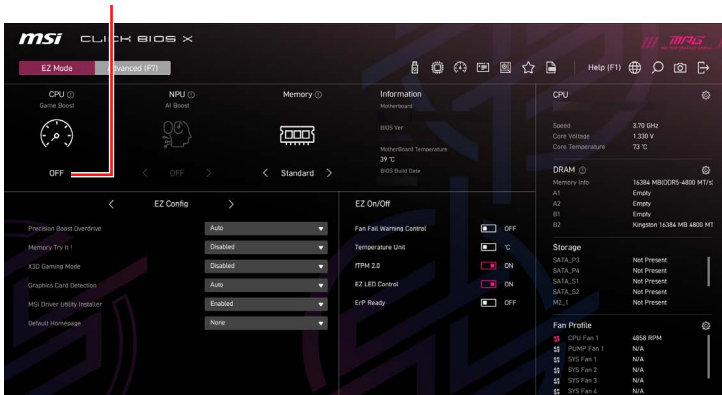 msi CLICK BIOS X
MPG
EZ Mode
Advanced (F7)
Help (F1)
CPU
Game Boost
OFF
NPU
AI Boost
OFF
Memory
Standard
Information
Motherboard
BIOS Ver
MotherBoard Temperature
39 °C
BIOS Build Date
CPU
Speed 3.70 GHz
Core Voltage 1.330 V
Core Temperature 73 °C
DRAM
Memory Info 16384 MB(DDR5-4800 MT/s
A1 Empty
A2 Empty
B1 Empty
B2 Kingston 16384 MB 4800 MT
EZ Config
Precision Boost Overdrive Auto
Memory Try It ! Disabled
X3D Gaming Mode Disabled
Graphics Card Detection Auto
MSI Driver Utility Installer Enabled
Default Homepage None
EZ On/Off
Fan Fail Warning Control OFF
Temperature Unit °C
fTPM 2.0 ON
EZ LED Control ON
ErP Ready OFF
Storage
SATA_P3 Not Present
SATA_P4 Not Present
SATA_S1 Not Present
SATA_S2 Not Present
M2_1 Not Present
Fan Profile
CPU Fan 1 4858 RPM
PUMP Fan 1 N/A
SYS Fan 1 N/A
SYS Fan 2 N/A
SYS Fan 3 N/A
SYS Fan 4 N/A